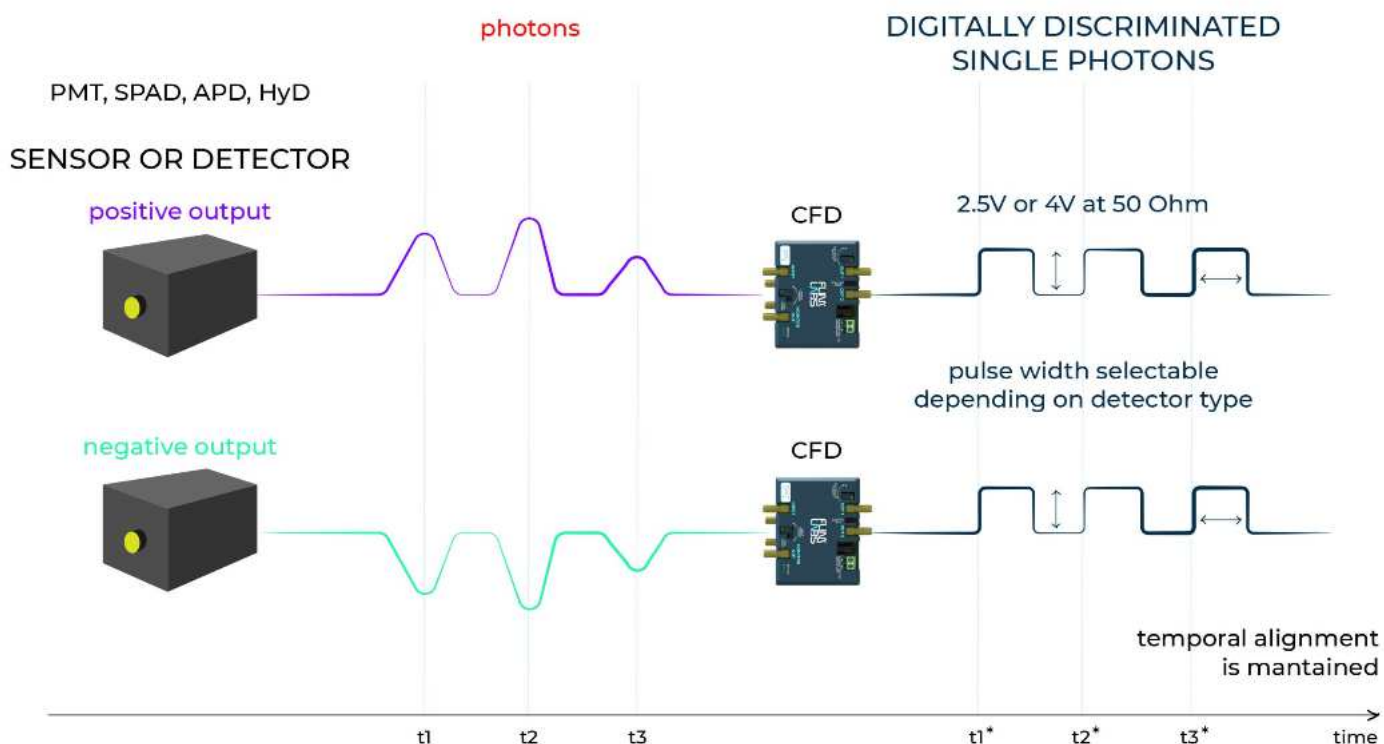 photons
DIGITALLY DISCRIMINATED
SINGLE PHOTONS
PMT, SPAD, APD, HyD
SENSOR OR DETECTOR
positive output
CFD
2.5V or 4V at 50 Ohm
pulse width selectable
depending on detector type
negative output
CFD
temporal alignment
is mantained
t1
t2
t3
t1*
t2*
t3*
time